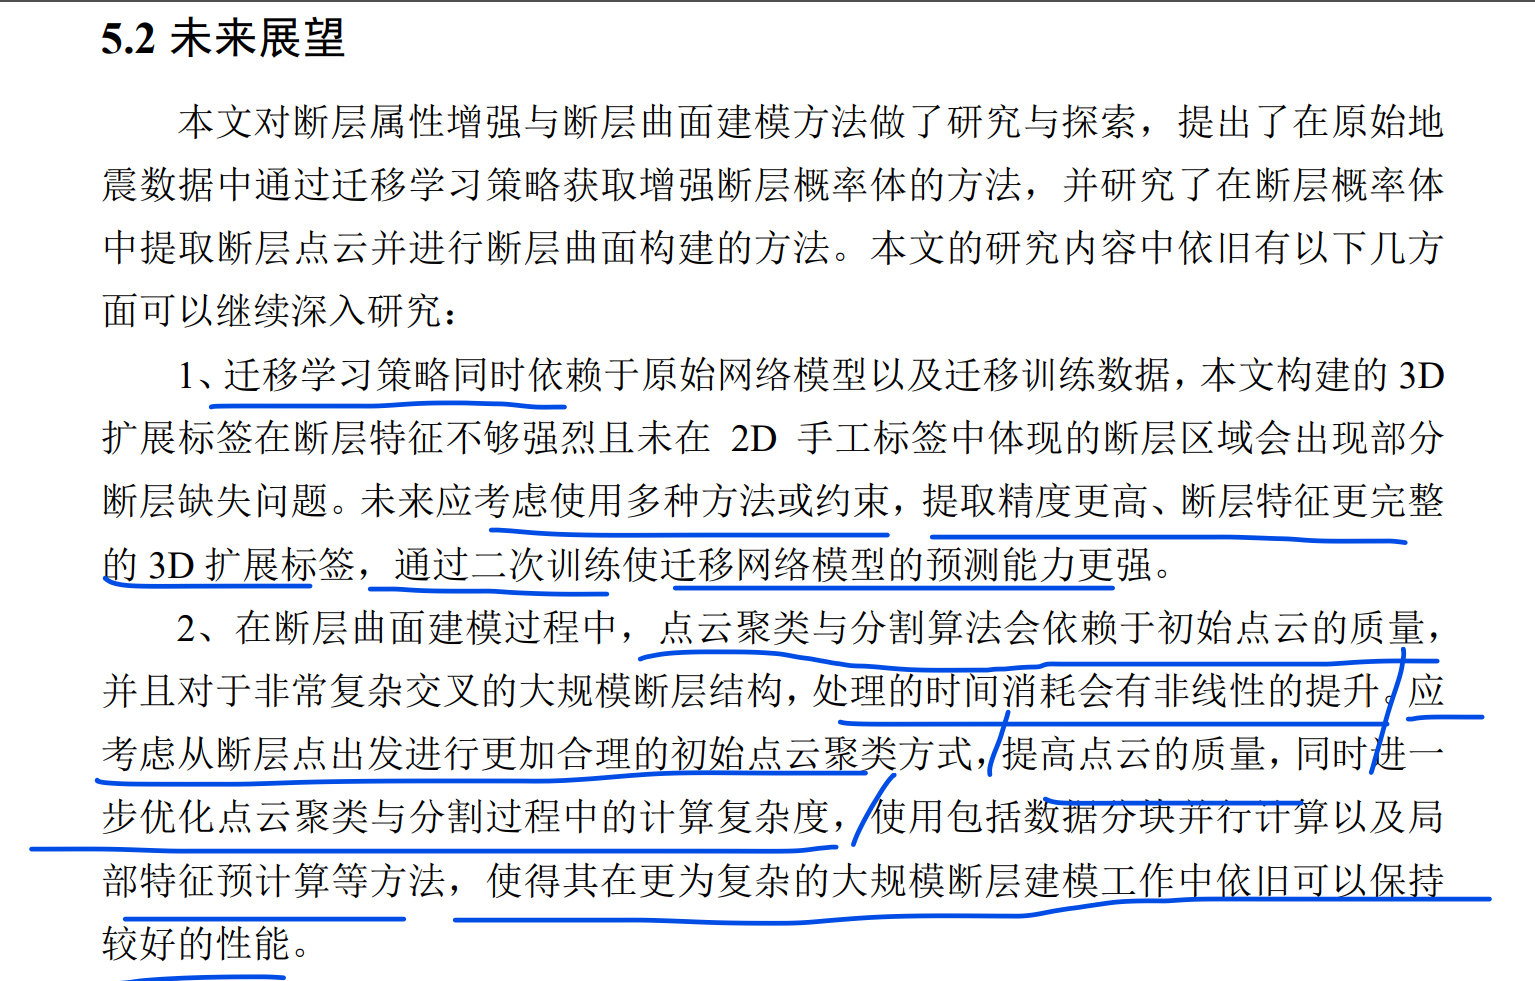 5.2 未来展望
本文对断层属性增强与断层曲面建模方法做了研究与探索，提出了在原始地
震数据中通过迁移学习策略获取增强断层概率体的方法，并研究了在断层概率体
中提取断层点云并进行断层曲面构建的方法。本文的研究内容中依旧有以下几方
面可以继续深入研究：
1、迁移学习策略同时依赖于原始网络模型以及迁移训练数据，本文构建的 3D
扩展标签在断层特征不够强烈且未在 2D 手工标签中体现的断层区域会出现部分
断层缺失问题。未来应考虑使用多种方法或约束，提取精度更高、断层特征更完整
的 3D 扩展标签，通过二次训练使迁移网络模型的预测能力更强。
2、在断层曲面建模过程中，点云聚类与分割算法会依赖于初始点云的质量，
并且对于非常复杂交叉的大规模断层结构，处理的时间消耗会有非线性的提升。应
考虑从断层点出发进行更加合理的初始点云聚类方式，提高点云的质量，同时进一
步优化点云聚类与分割过程中的计算复杂度，使用包括数据分块并行计算以及局
部特征预计算等方法，使得其在更为复杂的大规模断层建模工作中依旧可以保持
较好的性能。